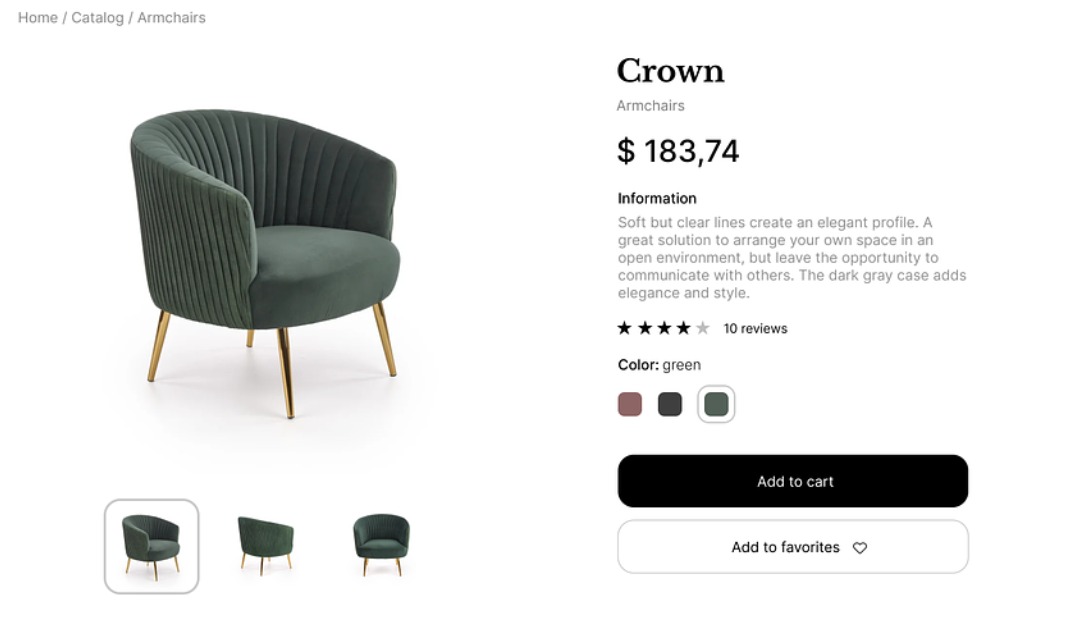 Home / Catalog / Armchairs
Crown
Armchairs
$ 183,74
Information
Soft but clear lines create an elegant profile. A
great solution to arrange your own space in an
open environment, but leave the opportunity to
communicate with others. The dark gray case adds
elegance and style.
10 reviews
Color: green
Add to cart
Add to favorites